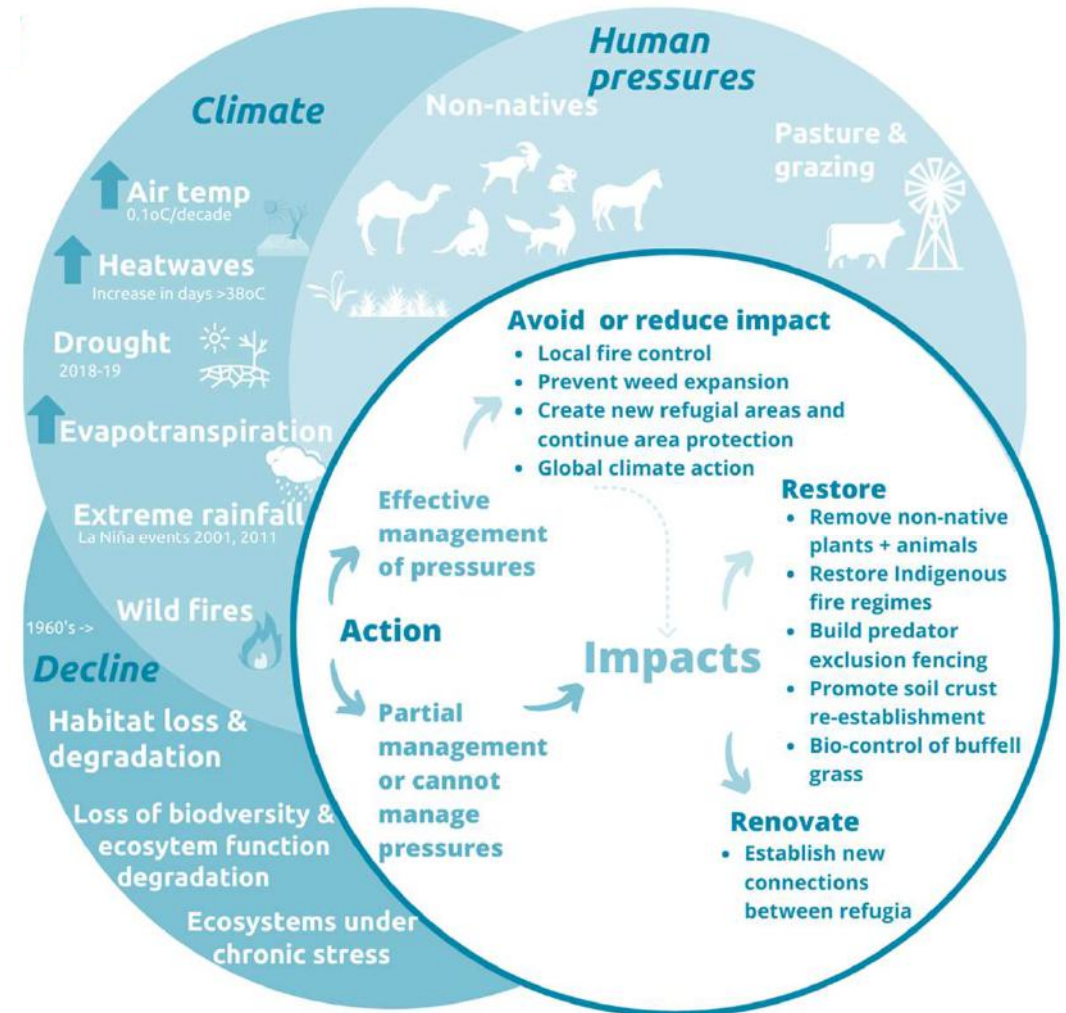 Human
pressures
Climate
Non-natives
Pasture &
grazing
Air temp
0.1oC/decade
Heatwaves
Increase in days >38oC
Drought
2018-19
Evapotranspiration
Extreme rainfall
La Niña events 2001, 2011
Wild fires
1960's ->
Decline
Habitat loss &
degradation
Loss of biodversity &
ecosytem function
degradation
Ecosystems under
chronic stress
Action
Effective
management
of pressures
Partial
management
or cannot
manage
pressures
Avoid or reduce impact
• Local fire control
• Prevent weed expansion
• Create new refugial areas and
continue area protection
• Global climate action
Impacts
Restore
• Remove non-native
plants + animals
• Restore Indigenous
fire regimes
• Build predator
exclusion fencing
• Promote soil crust
re-establishment
• Bio-control of buffell
grass
Renovate
• Establish new
connections
between refugia